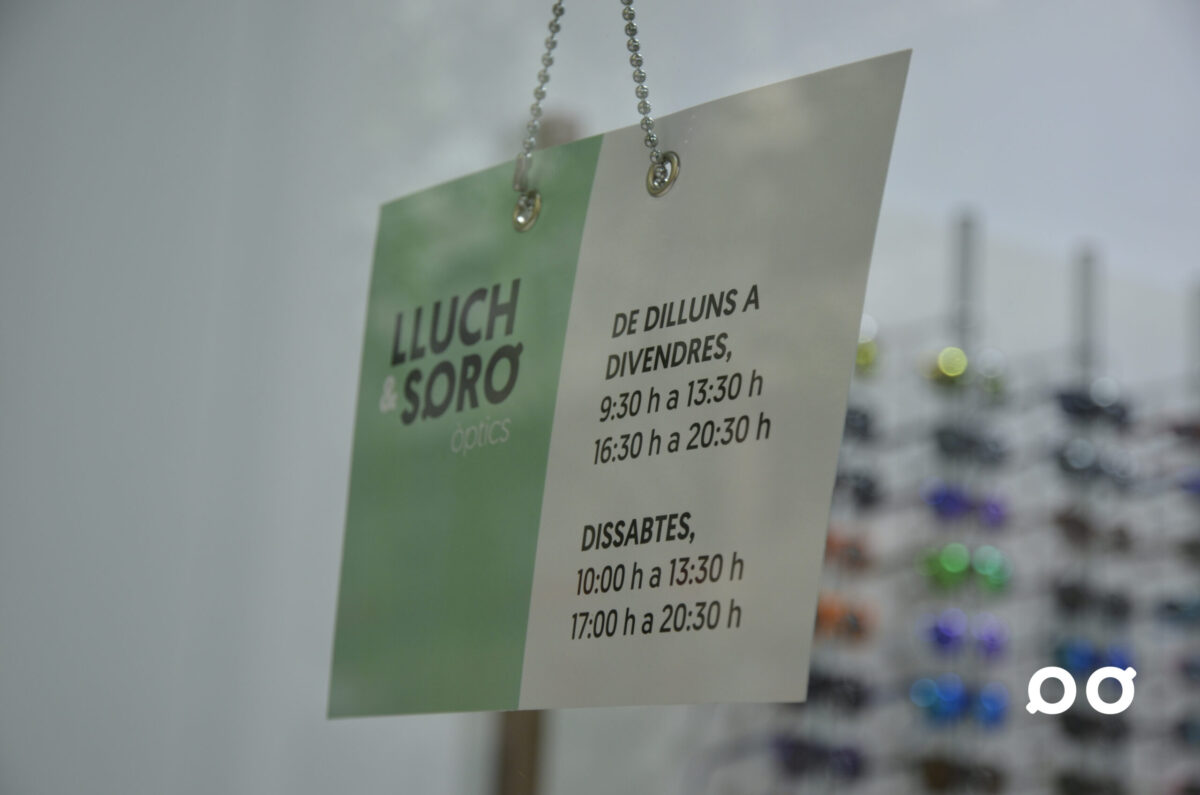 LLUCH
& SORO
òptics
DE DILLUNS A
DIVENDRES,
9:30 h a 13:30 h
16:30 h a 20:30 h
DISSABTES,
10:00 h a 13:30 h
17:00 h a 20:30 h